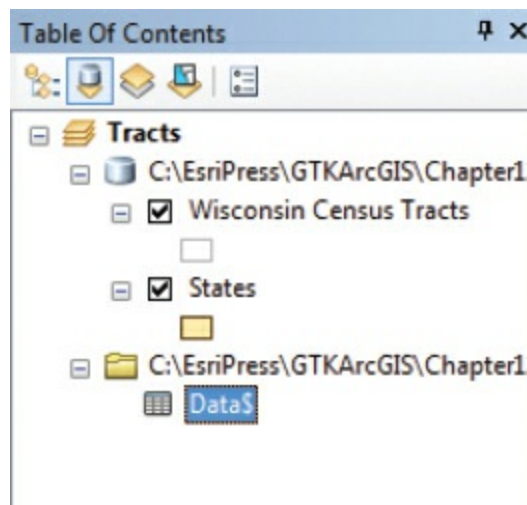 Table Of Contents
Tracts
C:\EsriPress\GTKArcGIS\Chapter1
Wisconsin Census Tracts
States
C:\EsriPress\GTKArcGIS\Chapter1
Data$